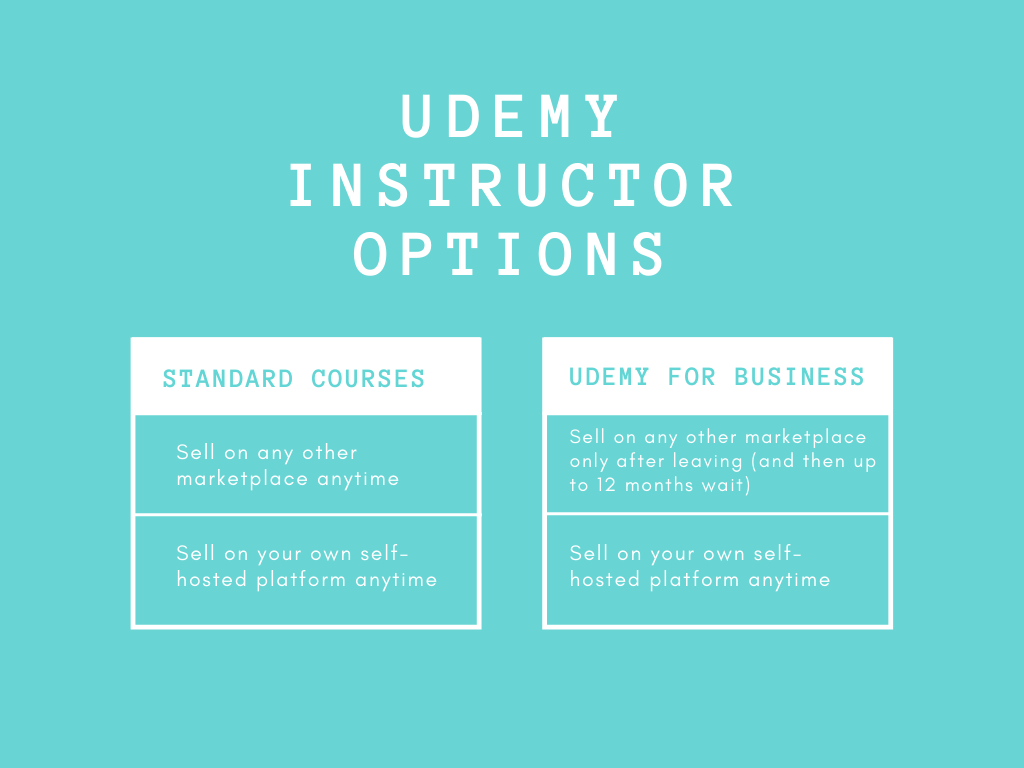 UDEMY
INSTRUCTOR
OPTIONS
STANDARD COURSES
Sell on any other
marketplace anytime
Sell on your own self-
hosted platform anytime
UDEMY FOR BUSINESS
Sell on any other marketplace
only after leaving (and then up
to 12 months wait)
Sell on your own self-
hosted platform anytime